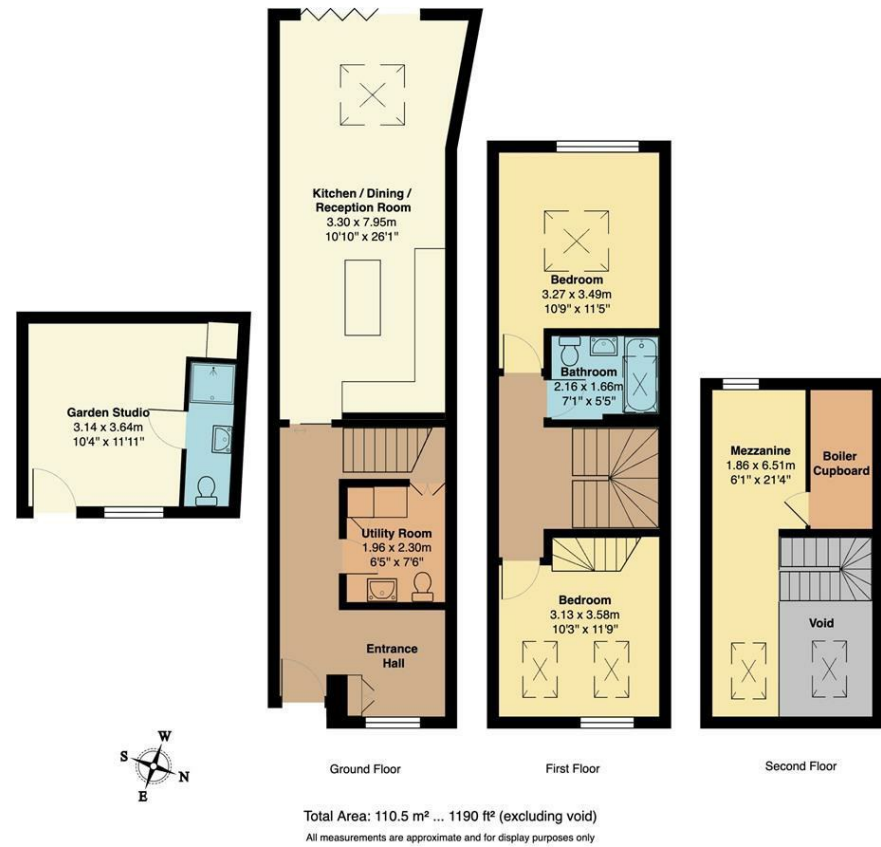 Kitchen / Dining /
Reception Room
3.30 x 7.95m
10'10" x 26'1"
Garden Studio
3.14 x 3.64m
10'4" x 11'11"
Utility Room
1.96 x 2.30m
6'5" x 7'6"
Entrance
Hall
Ground Floor
Bedroom
3.27 x 3.49m
10'9" x 11'5"
Bathroom
2.16 x 1.66m
7'1" x 5'5"
Bedroom
3.13 x 3.58m
10'3" x 11'9"
First Floor
Mezzanine
1.86 x 6.51m
6'1" x 21'4"
Boiler
Cupboard
Void
Second Floor
W
S
N
E
Total Area: 110.5 m² ... 1190 ft² (excluding void)
All measurements are approximate and for display purposes only